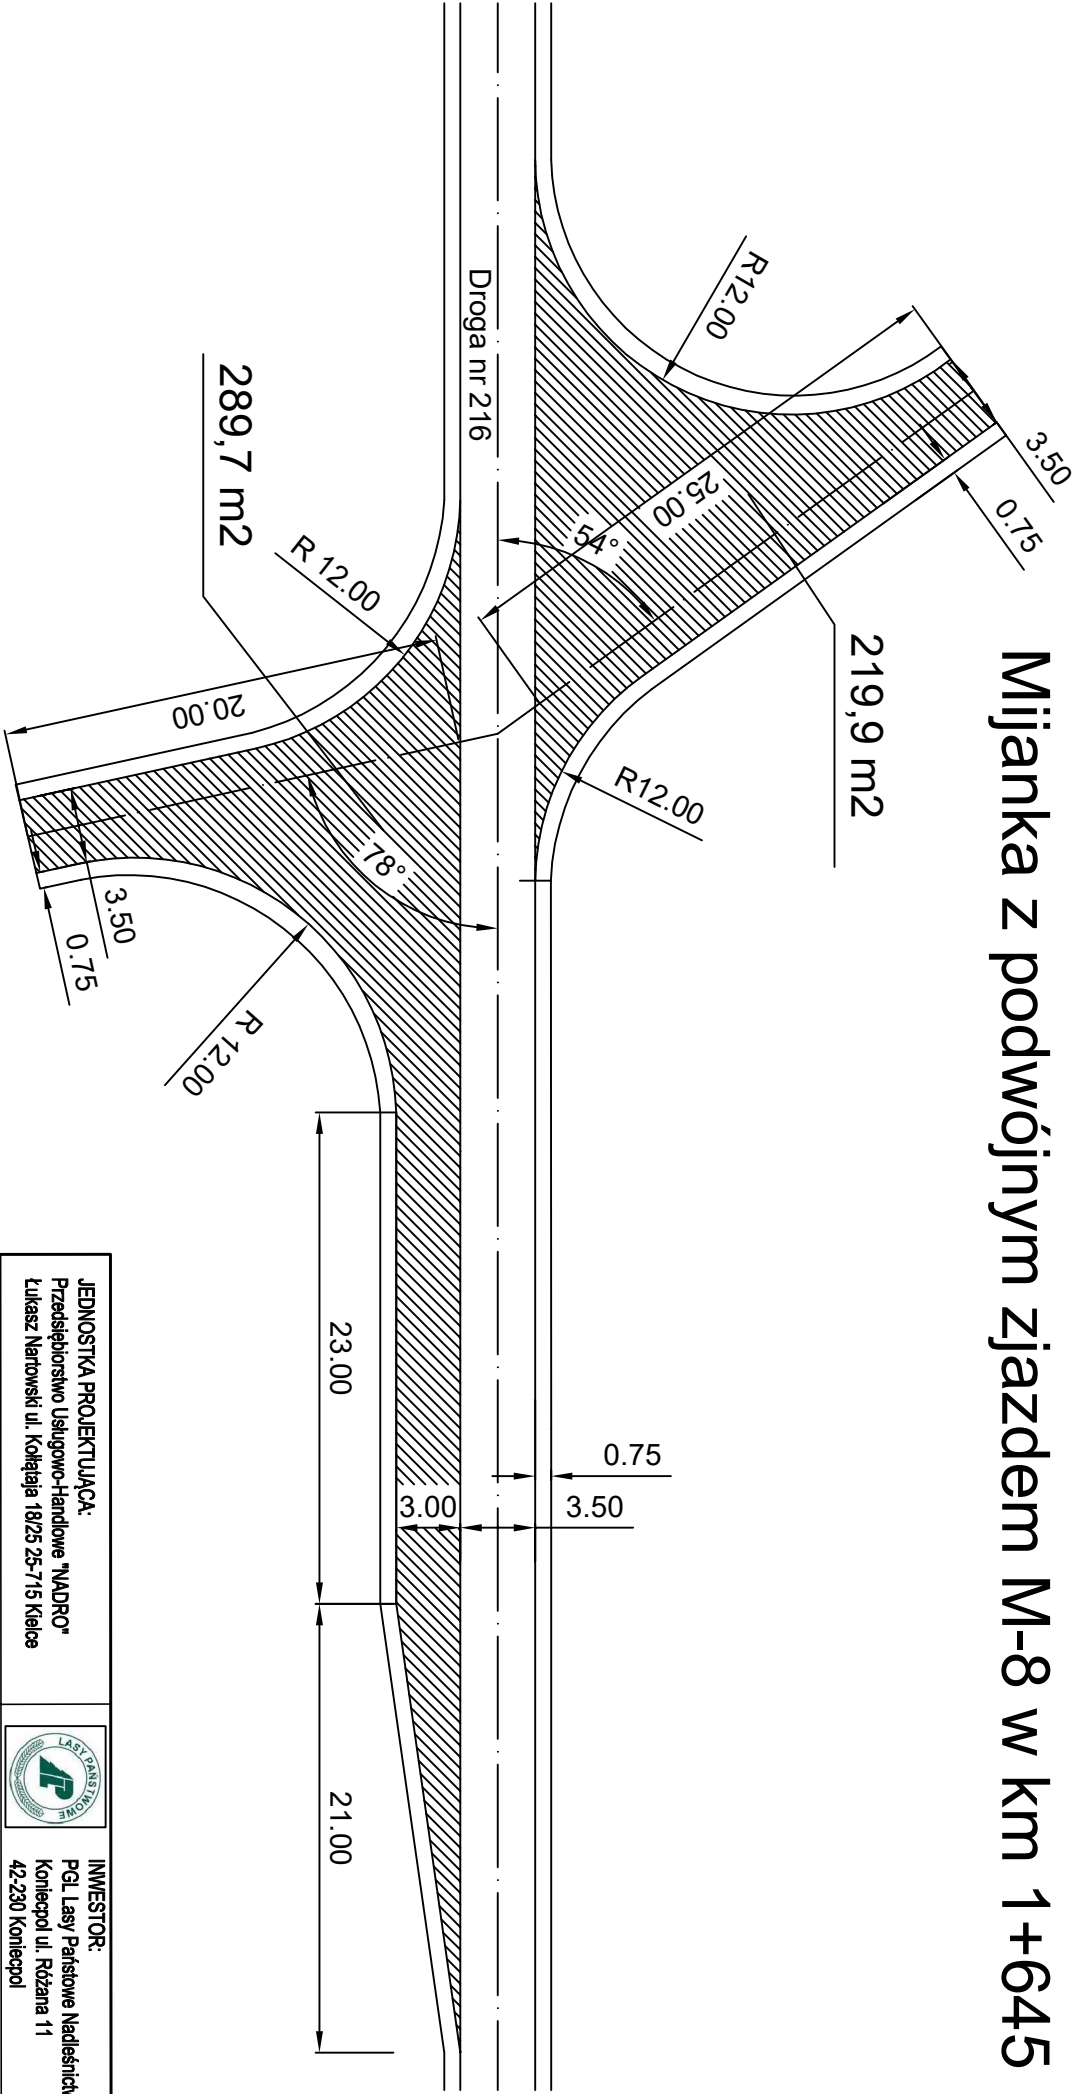 Mijanka z podwójnym zjazdem M-8 w km 1+645
3.50
0.75
R12.00
25.00
54°
219,9 m2
R12.00
Droga nr 216
289,7 m2
R 12.00
20.00
78°
3.50
0.75
R 12.00
0.75
3.50
3.00
23.00
21.00
JEDNOSTKA PROJEKTUJĄCA:
Przedsiębiorstwo Usługowo-Handlowe "NADRO"
Łukasz Nartowski ul. Kołłątaja 18/25 25-715 Kielce
LASY PAŃSTWOWE
INWESTOR:
PGL Lasy Państowe Nadleśnictw
Koniecpol ul. Różana 11
42-230 Koniecpol